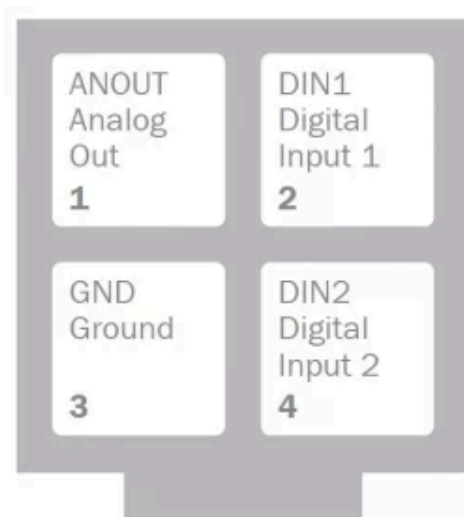 ANOUT
Analog
Out
1
DIN1
Digital
Input 1
2
GND
Ground
3
DIN2
Digital
Input 2
4